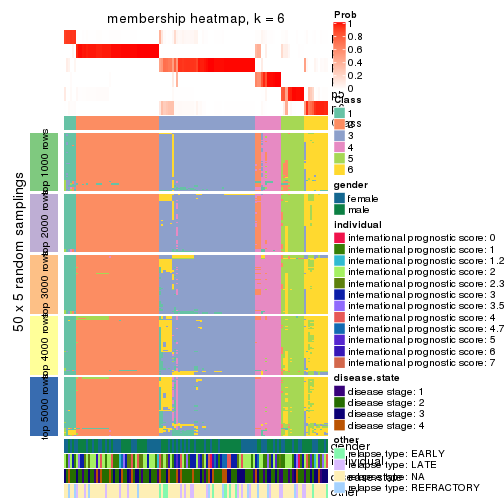 membership heatmap, k = 6
50 x 5 random samplings
top 1000 rows
top 2000 rows
top 3000 rows
top 4000 rows
top 5000 rows
Prob
1
0.8
0.6
0.4
0.2
0
Class
1
2
3
4
5
6
gender
female
male
individual
international prognostic score: 0
international prognostic score: 1
international prognostic score: 1.2
international prognostic score: 2
international prognostic score: 2.3
international prognostic score: 3
international prognostic score: 3.5
international prognostic score: 4
international prognostic score: 4.7
international prognostic score: 5
international prognostic score: 6
international prognostic score: 7
disease.state
disease stage: 1
disease stage: 2
disease stage: 3
disease stage: 4
other
relapse type: EARLY
relapse type: LATE
relapse type: NA
relapse type: REFRACTORY
gender
individual
other